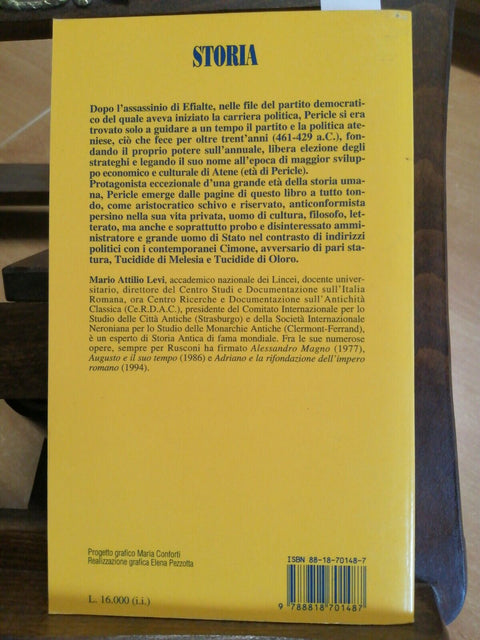 STORIA
Dopo l'assassinio di Efialte, nelle file del partito democrati-
co del quale aveva iniziato la carriera politica, Pericle si era
trovato solo a guidare a un tempo il partito e la politica ate-
niese, ciò che fece per oltre trent'anni (461-429 a.C.), fon-
dando il proprio potere sull'annuale, libera elezione degli
strateghi e legando il suo nome all'epoca di maggior svilup-
po economico e culturale di Atene (età di Pericle).
Protagonista eccezionale d'una grande età della storia uma-
na, Pericle emerge dalle pagine di questo libro a tutto ton-
do, come aristocratico schivo e riservato, anticonformista
persino nella sua vita privata, uomo di cultura, filosofo, let-
terato, ma anche e soprattutto probo e disinteressato ammi-
nistratore e grande uomo di Stato nel contrasto di indirizzi
politici con i contemporanei Cimone, avversario di pari sta-
tura, Tucidide di Melesia e Tucidide di Oloro.
Mario Attilio Levi, accademico nazionale dei Lincei, docente univer-
sitario, direttore del Centro Studi e Documentazione sull'Italia
Romana, ora Centro Ricerche e Documentazione sull'Antichità
Classica (Ce.R.D.A.C.), presidente del Comitato Internazionale per lo
Studio delle Città Antiche (Strasburgo) e della Società Internazionale
Neroniana per lo Studio delle Monarchie Antiche (Clermont-Ferrand),
è un esperto di Storia Antica di fama mondiale. Fra le sue numerose
opere, sempre per Rusconi ha firmato Alessandro Magno (1977),
Augusto e il suo tempo (1986) e Adriano e la rifondazione dell'impero
romano (1994).
Progetto grafico Maria Conforti
Realizzazione grafica Elena Pezzotta
L. 16.000 (i.i.)
ISBN 88-18-70148-7
9 788818 701487